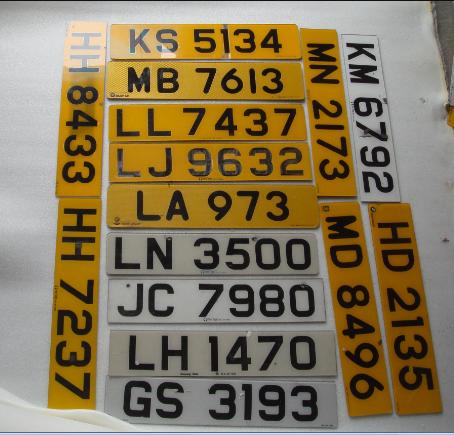 HH 8433
KS 5134
MB 7613
LL 7437
LJ 9632
LA 973
LN 3500
JC 7980
LH 1470
GS 3193
MN 2173
KM 6792
HH 7237
MD 8496
HD 2135